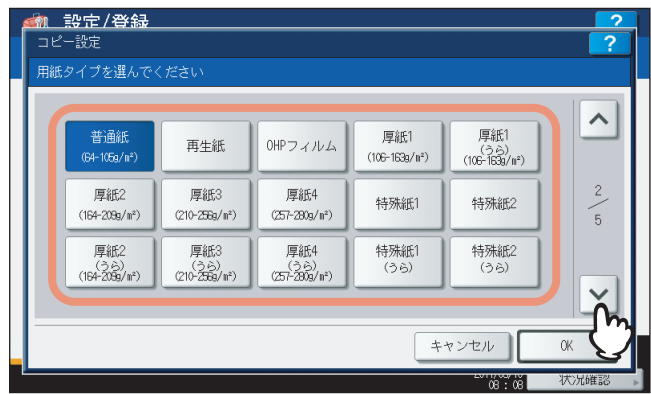 設定/登録
?
コピー設定
?
用紙タイプを選んでください
普通紙
(64-105g/m²)
再生紙
OHPフィルム
厚紙1
(106-163g/m²)
厚紙1
(うら)
(106-163g/m²)
厚紙2
(164-209g/m²)
厚紙3
(210-256g/m²)
厚紙4
(257-280g/m²)
特殊紙1
特殊紙2
厚紙2
(うら)
(164-209g/m²)
厚紙3
(うら)
(210-256g/m²)
厚紙4
(うら)
(257-280g/m²)
特殊紙1
(うら)
特殊紙2
(うら)
2
5
キャンセル
OK
08:08
状況確認